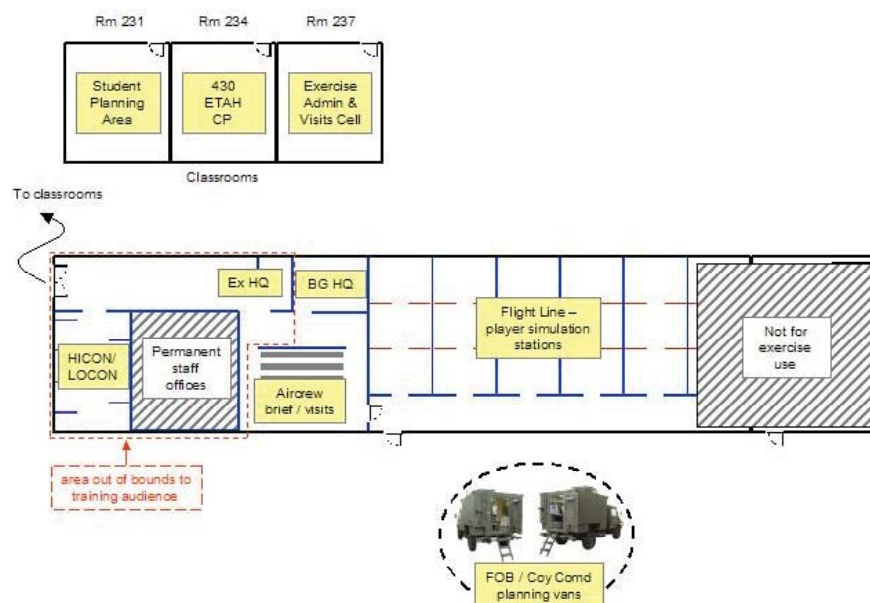 Rm 231
Rm 234
Rm 237
Student
Planning
Area
430
ETAH
CP
Exercise
Admin &
Visits Cell
Classrooms
To classrooms
Ex HQ
BG HQ
Flight Line –
player simulation
stations
Not for
exercise
use
HICON/
LOCON
Permanent
staff
offices
Aircrew
brief / visits
area out of bounds to
training audience
FOB / Coy Comd
planning vans